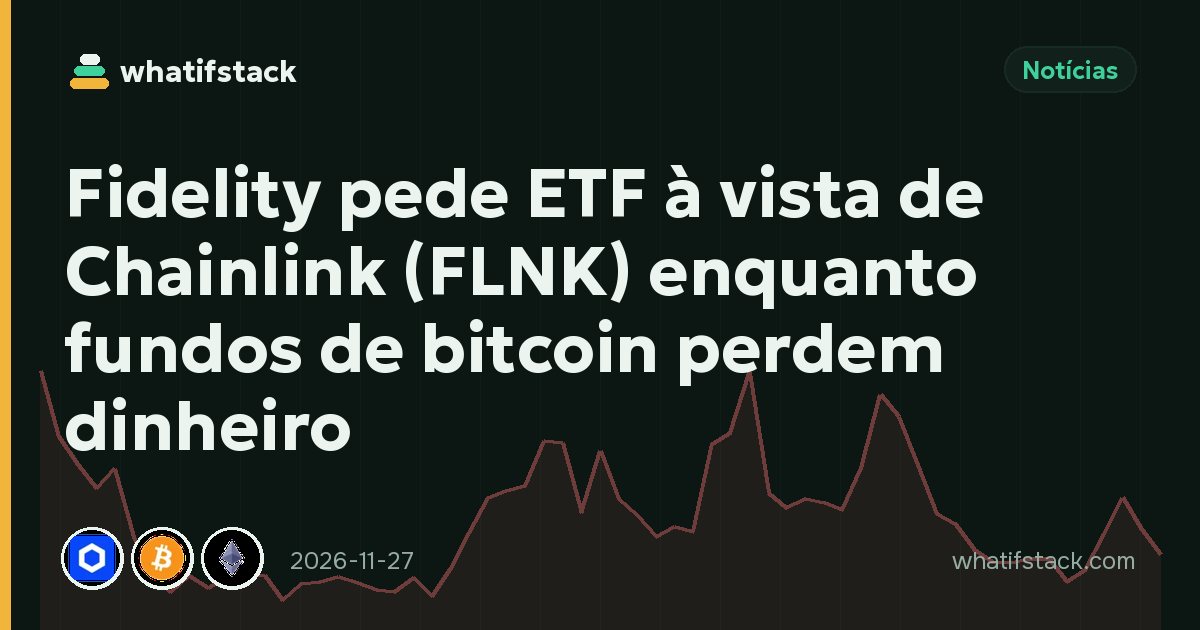 whatifstack
Notícias
Fidelity pede ETF à vista de
Chainlink (FLNK) enquanto
fundos de bitcoin perdem
dinheiro
2026-11-27
whatifstack.com